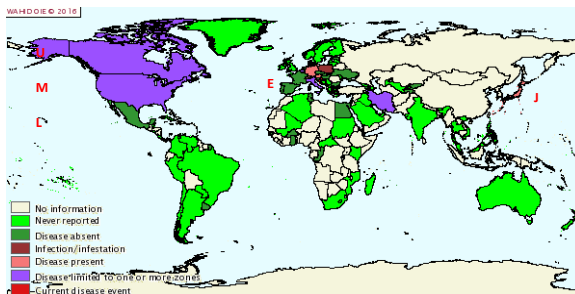 WAHID OIE © 2016
M
E
J
No information
Never reported
Disease absent
Infection/infestation
Disease present
Disease limited to one or more zones
Current disease event